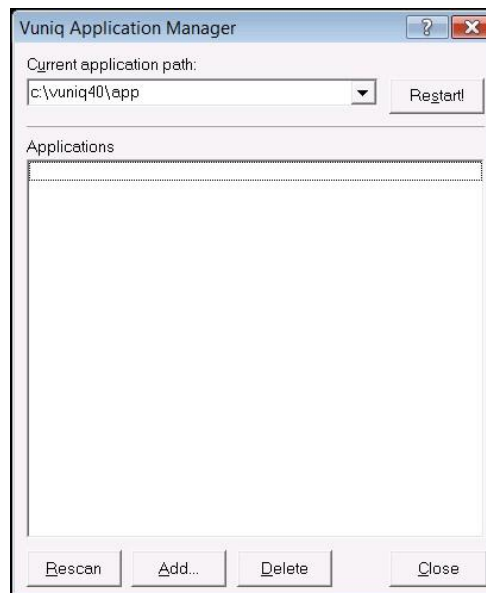 Vuniq Application Manager
Current application path:
c:\vuniq40\app
Restart!
Applications
Rescan
Add...
Delete
Close